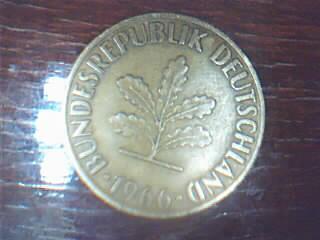 BUNDESREPUBLIK DEUTSCHLAND
· 1966 ·